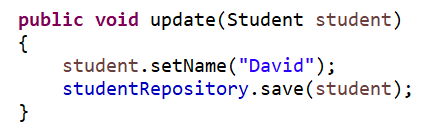 public void update(Student student)
{
    student.setName("David");
    studentRepository.save(student);
}